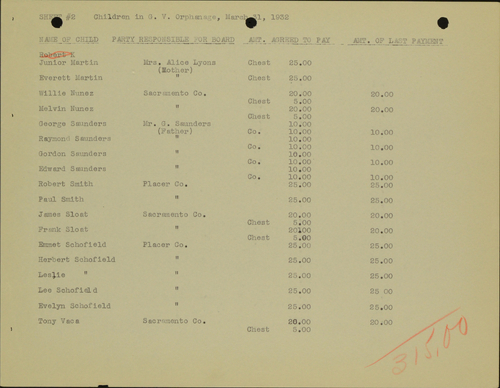 SHEET #2 Children in G. V. Orphanage, March 31, 1932
NAME OF CHILD PARTY RESPONSIBLE FOR BOARD AMT. AGREED TO PAY AMT. OF LAST PAYMENT
Junior Martin Mrs. Alice Lyons Chest 25.00
(Mother)
Everett Martin " Chest 25.00
Willie Nunez Sacramento Co. 20.00 20.00
Chest 5.00
Melvin Nunez " 20.00 20.00
Chest 5.00
George Saunders Mr. G. Saunders 10.00
(Father) Co. 10.00 10.00
Raymond Saunders " 10.00
Co. 10.00 10.00
Gordon Saunders " 10.00
Co. 10.00 10.00
Edward Saunders " 10.00
Co. 10.00 10.00
Robert Smith Placer Co. 25.00 25.00
Paul Smith " 25.00 25.00
James Slost Sacramento Co. 20.00 20.00
Chest 5.00
Frank Slost " 20.00 20.00
Chest 5.00
Emmet Schofield Placer Co. 25.00 25.00
Herbert Schofield " 25.00 25.00
Leslie " " 25.00 25.00
Lee Schofield " 25.00 25 00
Evelyn Schofield " 25.00 25.00
Tony Vaca Sacramento Co. 20.00 20.00
Chest 5.00
315.00